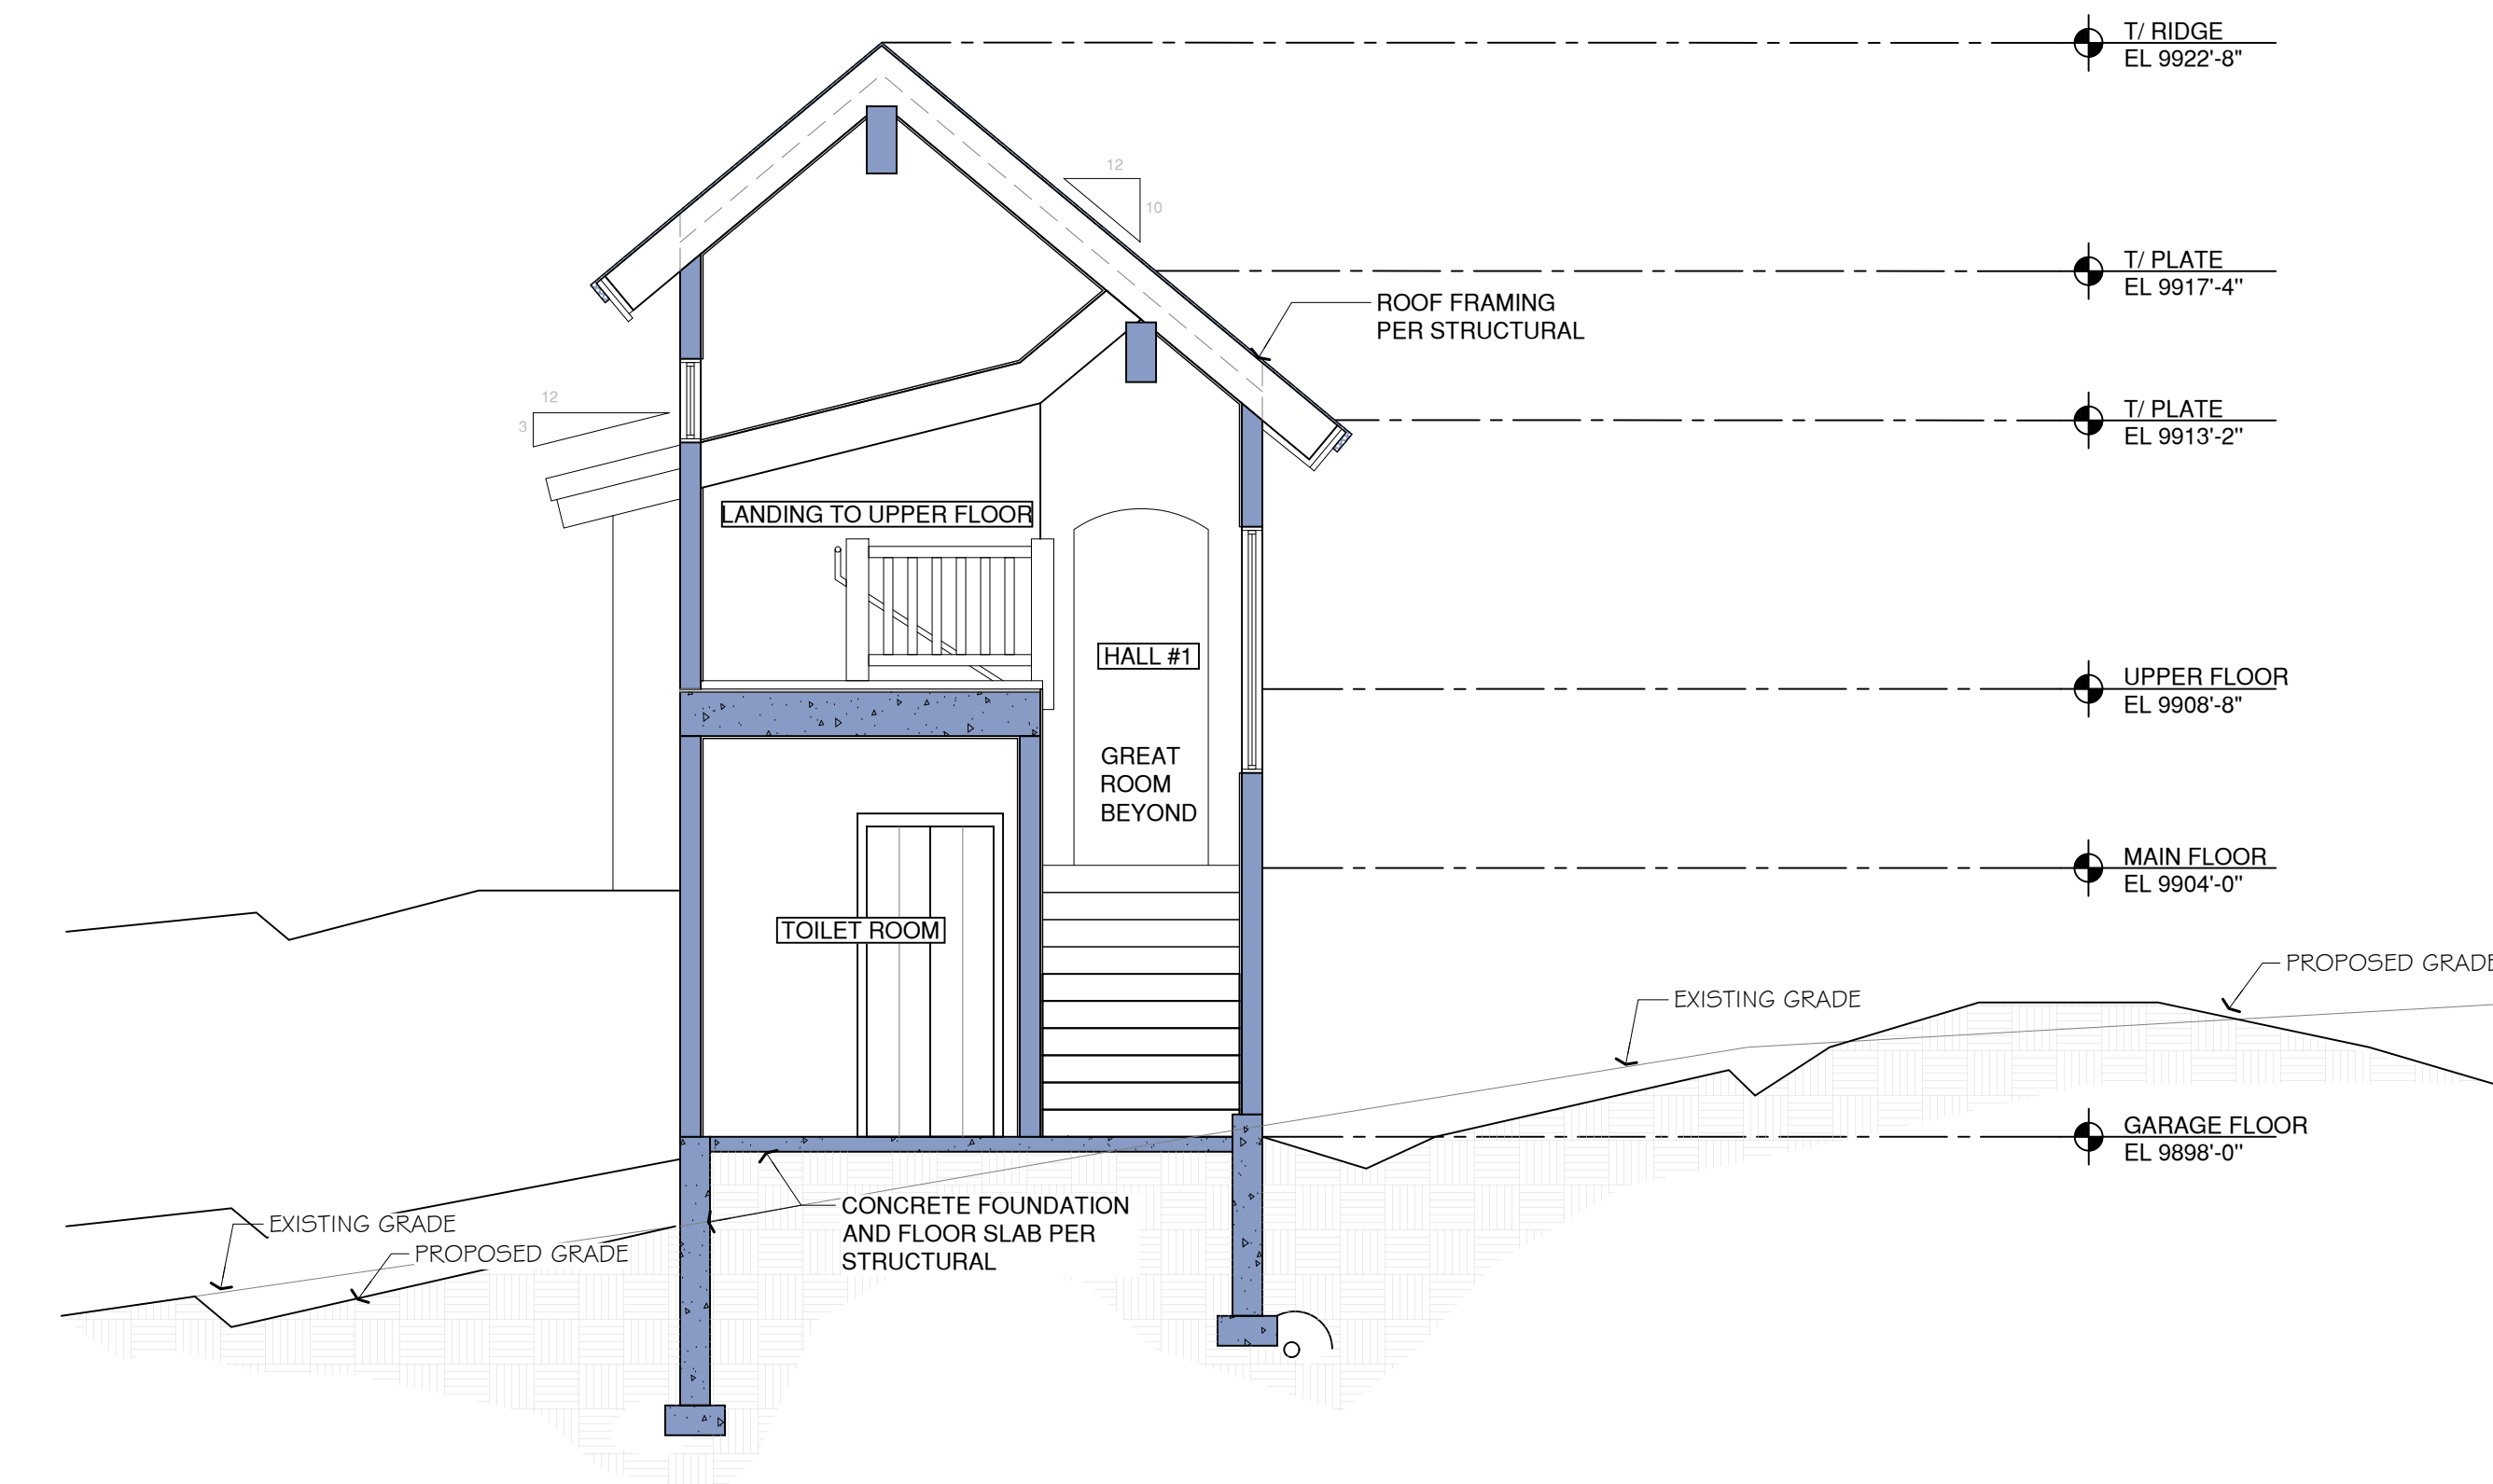 T/ RIDGE
EL 9922'-8"
12
10
T/ PLATE
EL 9917'-4"
ROOF FRAMING
PER STRUCTURAL
12
3
T/ PLATE
EL 9913'-2"
LANDING TO UPPER FLOOR
HALL #1
UPPER FLOOR
EL 9908'-8"
GREAT
ROOM
BEYOND
MAIN FLOOR
EL 9904'-0"
TOILET ROOM
PROPOSED GRADE
EXISTING GRADE
GARAGE FLOOR
EL 9898'-0"
CONCRETE FOUNDATION
AND FLOOR SLAB PER
STRUCTURAL
EXISTING GRADE
PROPOSED GRADE